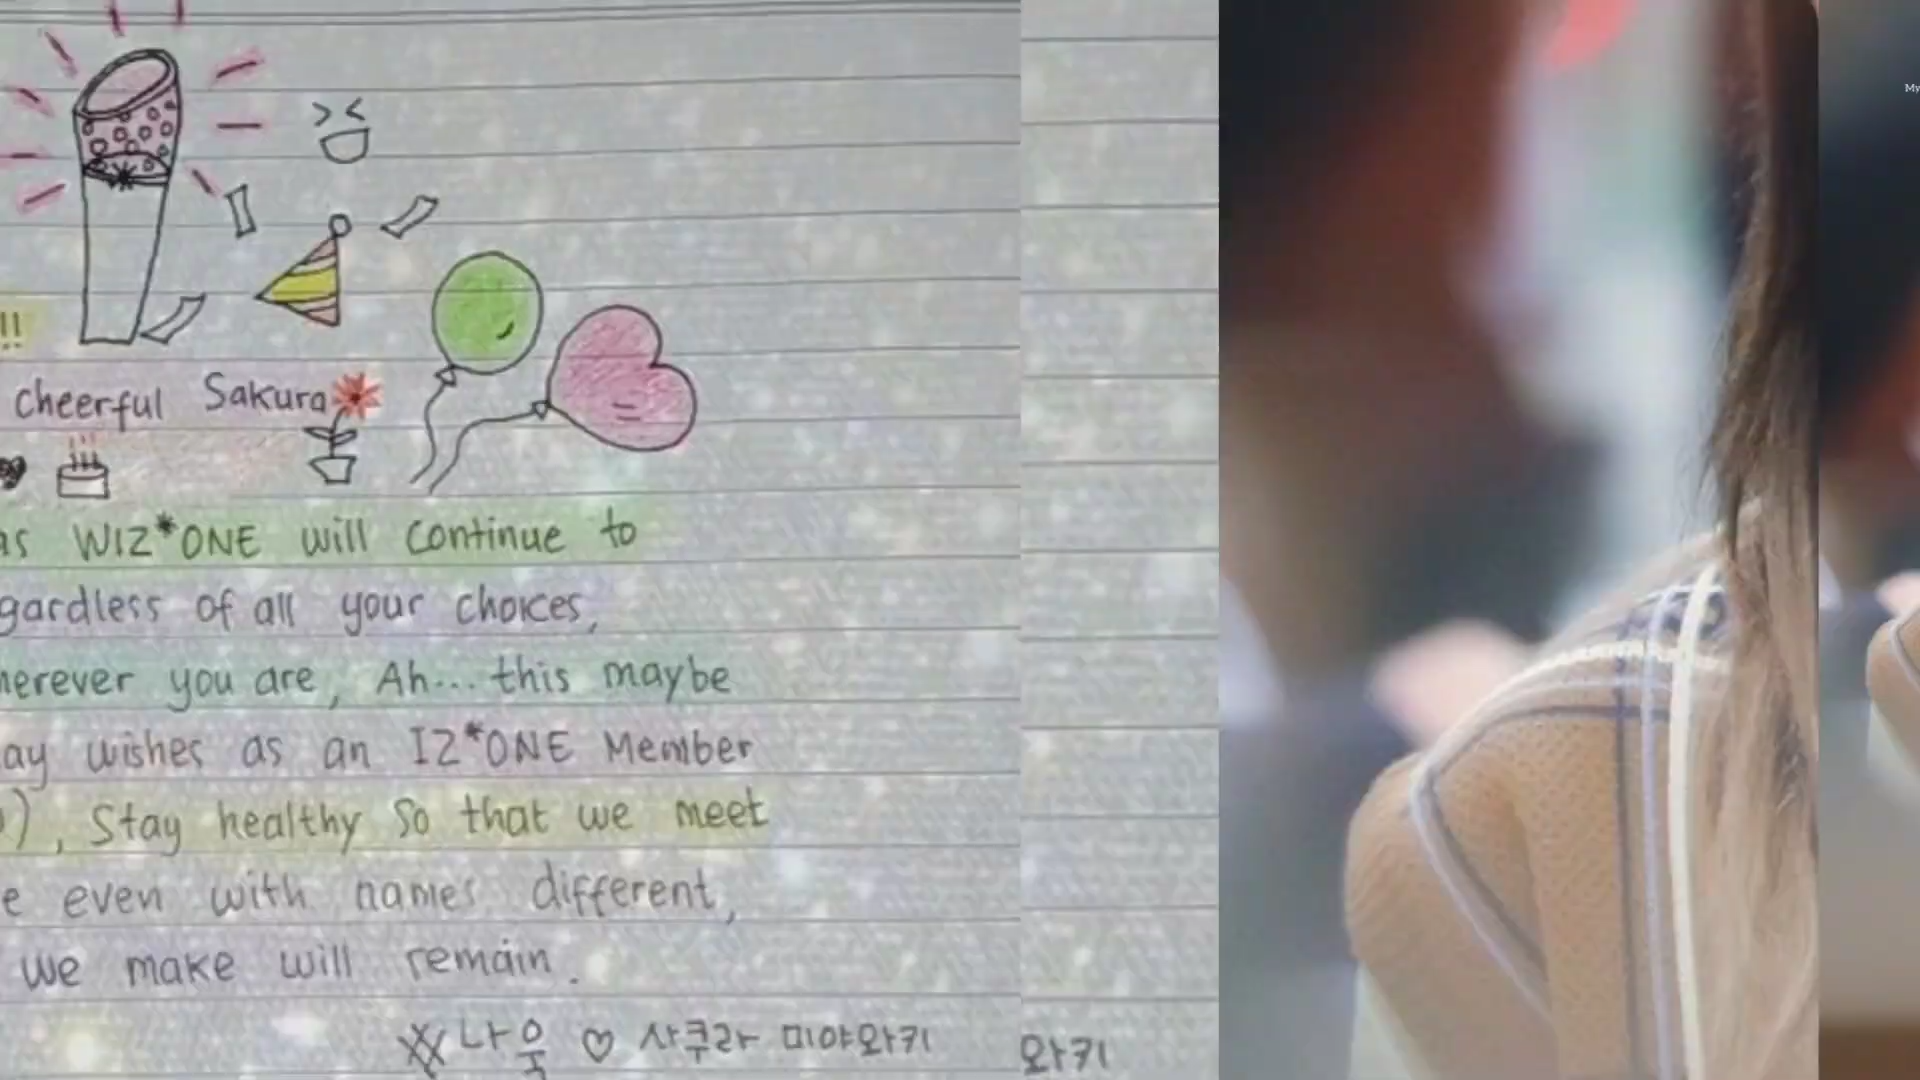 !!
cheerful Sakura
as WIZ*ONE will continue to
gardless of all your choices,
herever you are, Ah... this maybe
ay wishes as an IZ*ONE Member
), Stay healthy so that we meet
e even with names different,
we make will remain.
나욱 ♡ 사쿠라 미야와키
와키
My